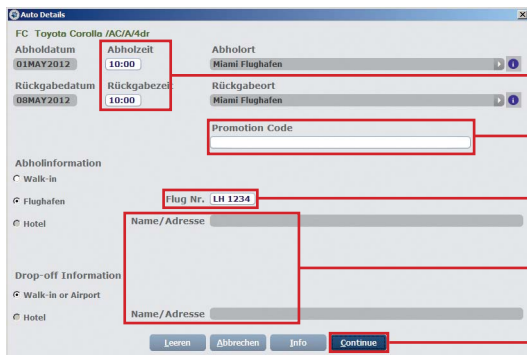 Auto Details
FC Toyota Corolla /AC/A/4dr
Abholdatum Abholzeit Abholort
01MAY2012 10:00 Miami Flughafen
Rückgabedatum Rückgabezeit Rückgabeort
08MAY2012 10:00 Miami Flughafen
Promotion Code
Abholinformation
Walk-in
Flughafen Flug Nr. LH 1234
Hotel Name/Adresse
Drop-off Information
Walk-in or Airport
Hotel Name/Adresse
Leeren Abbrechen Info Continue